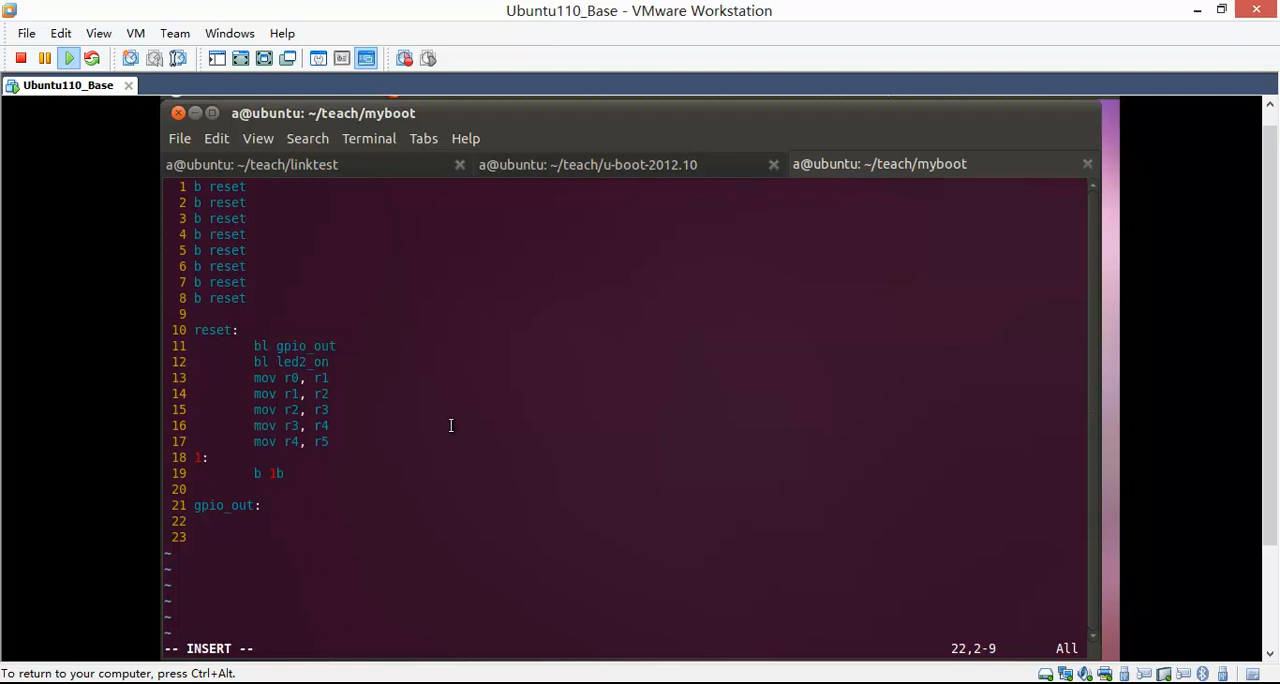 Ubuntu110_Base - VMware Workstation
File Edit View VM Team Windows Help
Ubuntu110_Base
a@ubuntu: ~/teach/myboot
File Edit View Search Terminal Tabs Help
a@ubuntu: ~/teach/linktest a@ubuntu: ~/teach/u-boot-2012.10 a@ubuntu: ~/teach/myboot
1 b reset
2 b reset
3 b reset
4 b reset
5 b reset
6 b reset
7 b reset
8 b reset
9
10 reset:
11 bl gpio_out
12 bl led2_on
13 mov r0, r1
14 mov r1, r2
15 mov r2, r3
16 mov r3, r4
17 mov r4, r5
18 1:
19 b 1b
20
21 gpio_out:
22
23
~
~
~
~
~
~
-- INSERT -- 22,2-9 All
To return to your computer, press Ctrl+Alt.